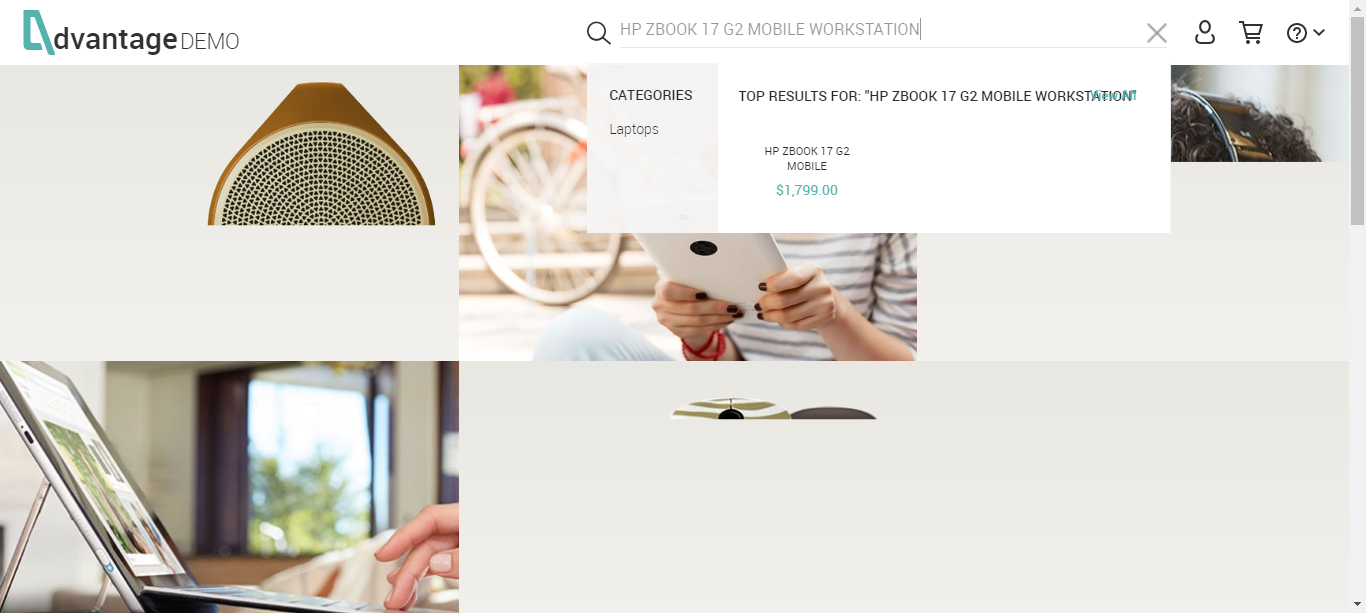 dvantage DEMO
HP ZBOOK 17 G2 MOBILE WORKSTATION
CATEGORIES
Laptops
TOP RESULTS FOR: "HP ZBOOK 17 G2 MOBILE WORKSTATION"
View All
HP ZBOOK 17 G2
MOBILE
$1,799.00